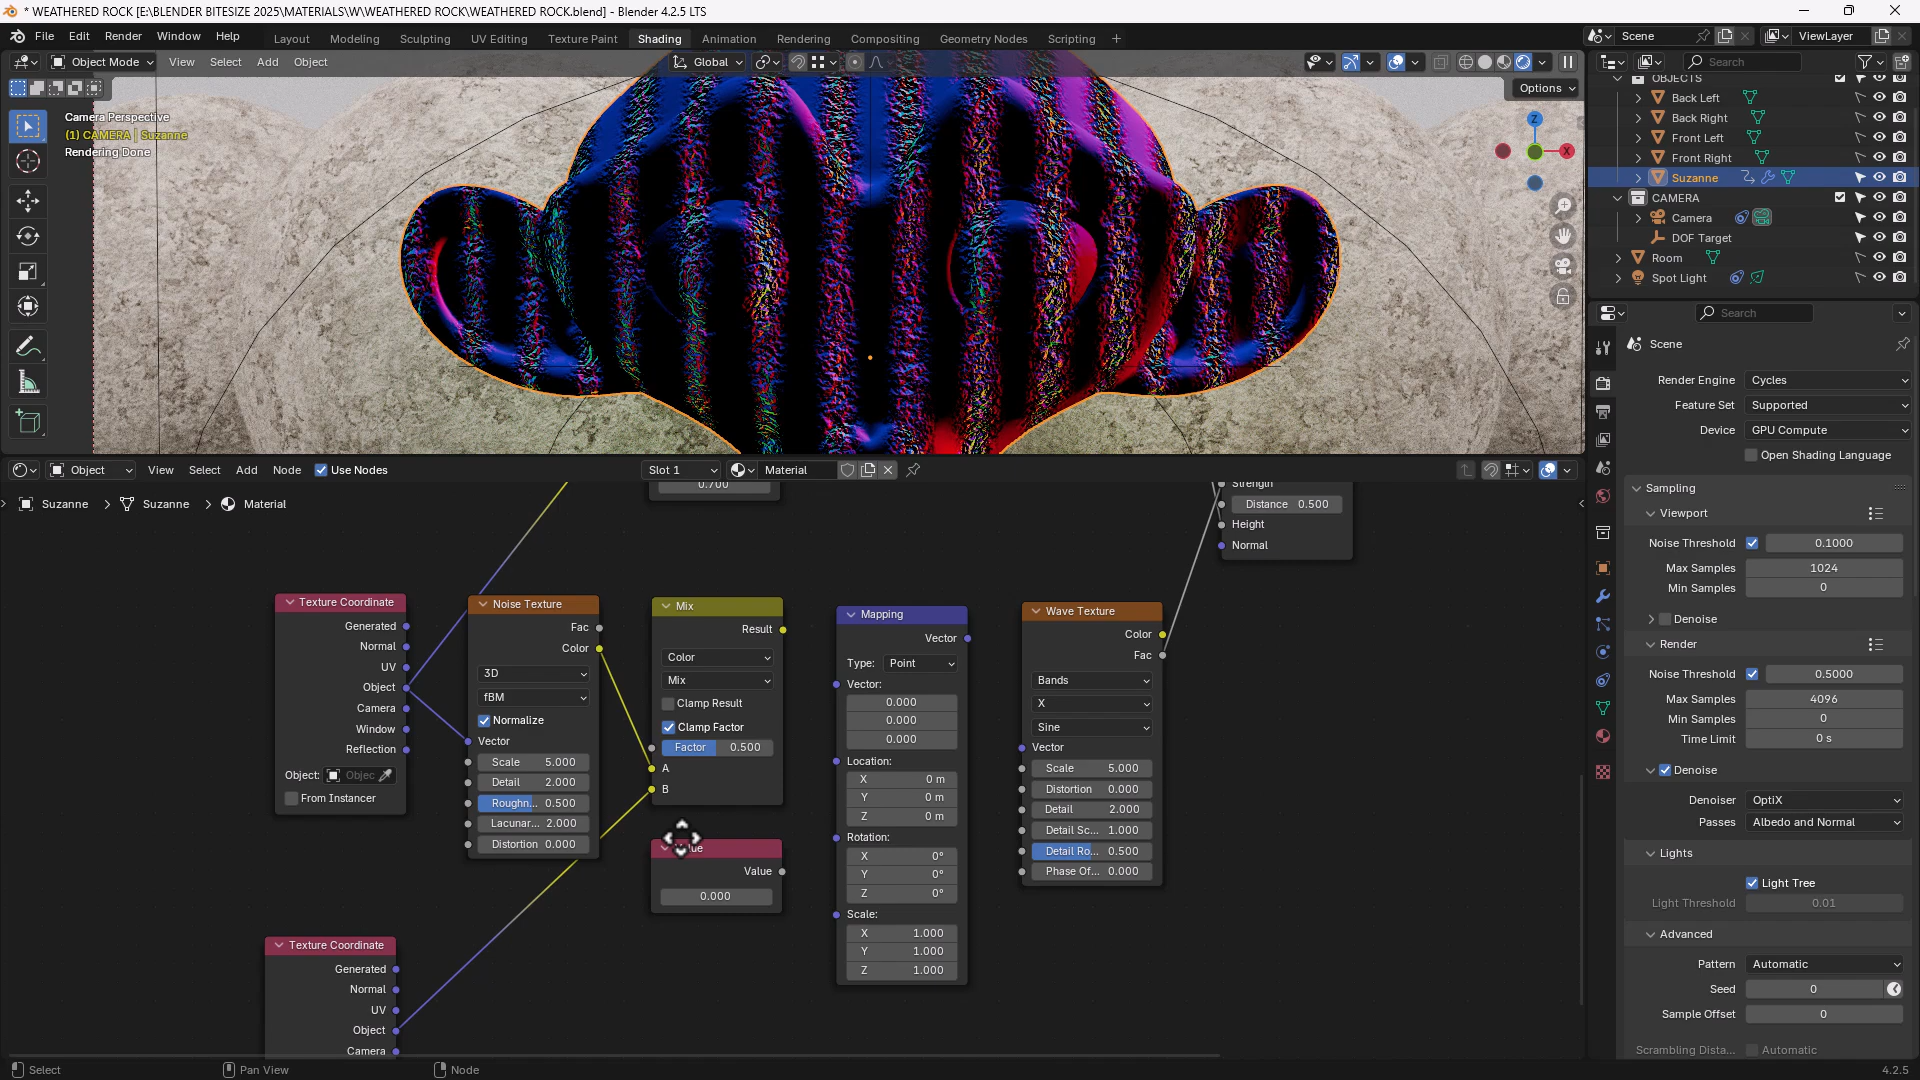 * WEATHERED ROCK [E:\BLENDER BITESIZE 2025\MATERIALS\W\WEATHERED ROCK\WEATHERED ROCK.blend] - Blender 4.2.5 LTS
File Edit Render Window Help
Layout Modeling Sculpting UV Editing Texture Paint Shading Animation Rendering Compositing Geometry Nodes Scripting +
Scene
ViewLayer
Object Mode View Select Add Object
Global
Options
Search
Camera Perspective
(1) CAMERA | Suzanne
Rendering Done
Z
X
OBJECTS
Back Left
Back Right
Front Left
Front Right
Suzanne
CAMERA
Camera
DOF Target
Room
Spot Light
Search
Scene
Render Engine Cycles
Feature Set Supported
Device GPU Compute
Open Shading Language
Sampling
Viewport
Noise Threshold 0.1000
Max Samples 1024
Min Samples 0
Denoise
Render
Noise Threshold 0.5000
Max Samples 4096
Min Samples 0
Time Limit 0 s
Denoise
Denoiser OptiX
Passes Albedo and Normal
Lights
Light Tree
Light Threshold 0.01
Advanced
Pattern Automatic
Seed 0
Sample Offset 0
Scrambling Dista... Automatic
Object View Select Add Node Use Nodes
Slot 1
Material
Suzanne > Suzanne > Material
0.700
Strength
Distance 0.500
Height
Normal
Texture Coordinate
Generated
Normal
UV
Object
Camera
Window
Reflection
Object: Objec
From Instancer
Noise Texture
Fac
Color
3D
fBM
Normalize
Vector
Scale 5.000
Detail 2.000
Roughn... 0.500
Lacunar... 2.000
Distortion 0.000
Mix
Result
Color
Mix
Clamp Result
Clamp Factor
Factor 0.500
A
B
Value
0.000
Mapping
Vector
Type: Point
Vector:
0.000
0.000
0.000
Location:
X 0 m
Y 0 m
Z 0 m
Rotation:
X 0°
Y 0°
Z 0°
Scale:
X 1.000
Y 1.000
Z 1.000
Wave Texture
Color
Fac
Bands
X
Sine
Vector
Scale 5.000
Distortion 0.000
Detail 2.000
Detail Sc... 1.000
Detail Ro... 0.500
Phase Of... 0.000
Texture Coordinate
Generated
Normal
UV
Object
Camera
Select
Pan View
Node
4.2.5